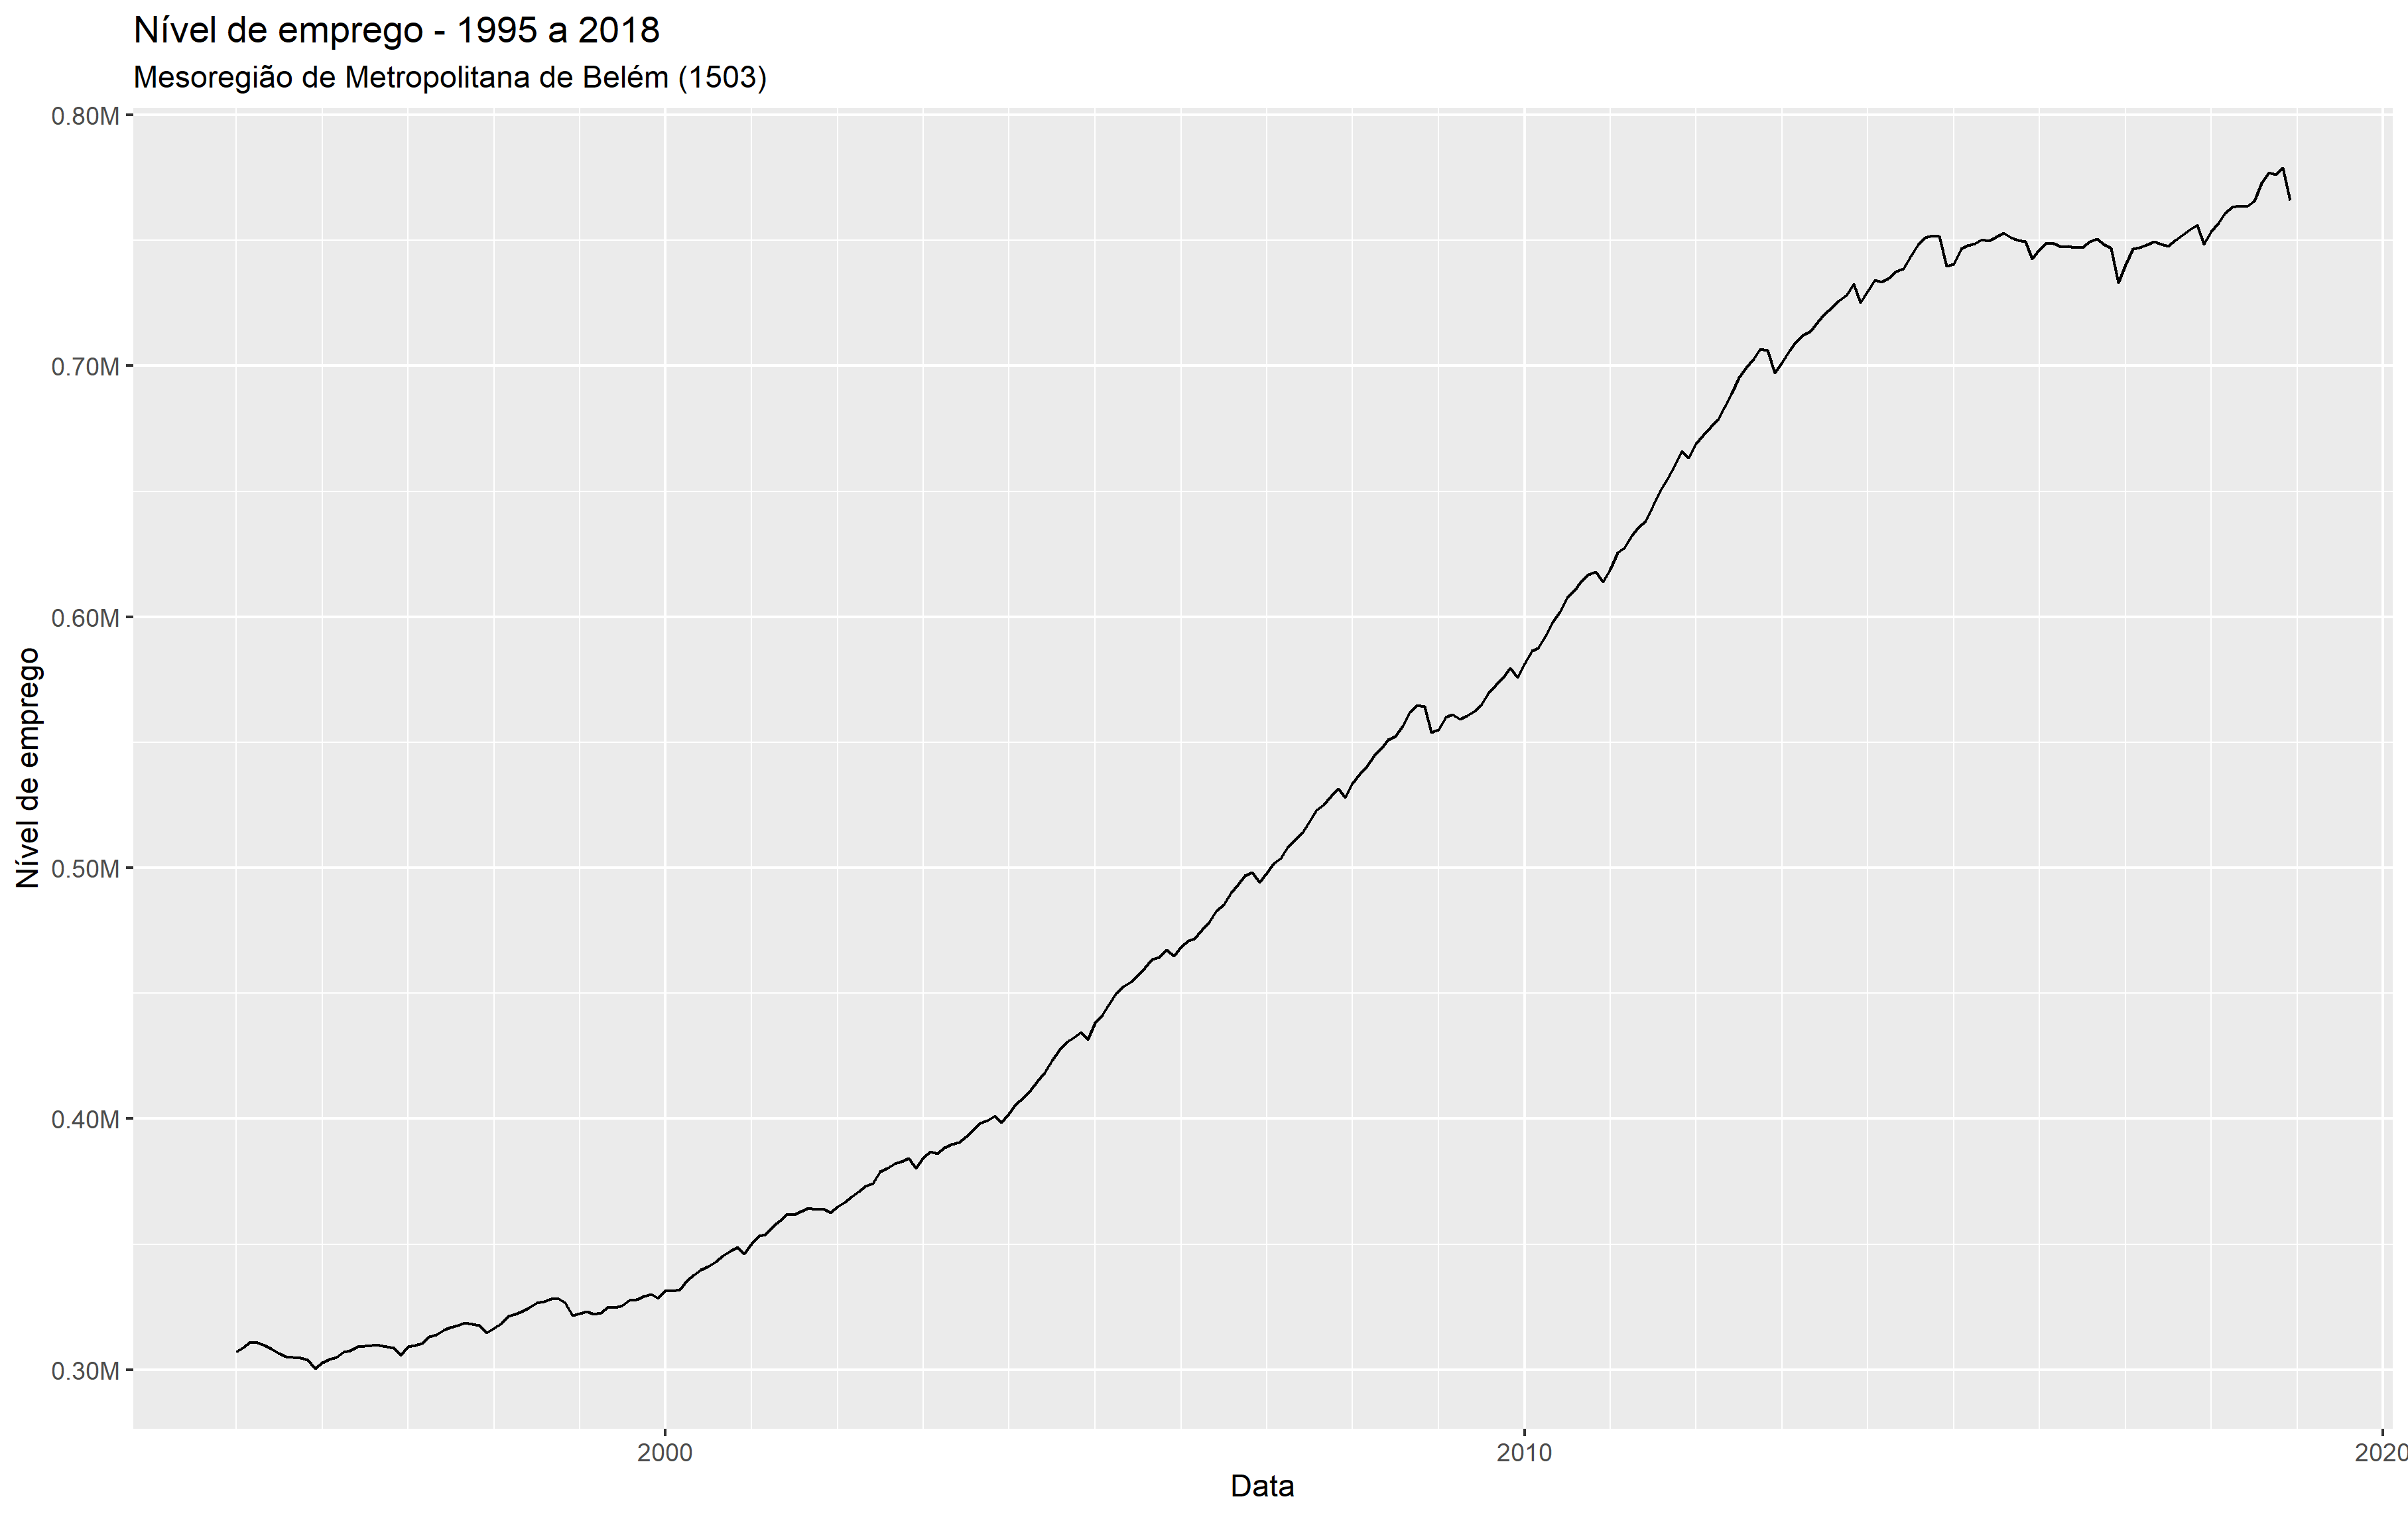 Nível de emprego - 1995 a 2018
Mesoregião de Metropolitana de Belém (1503)
Nível de emprego
0.80M
0.70M
0.60M
0.50M
0.40M
0.30M
2000
2010
2020
Data